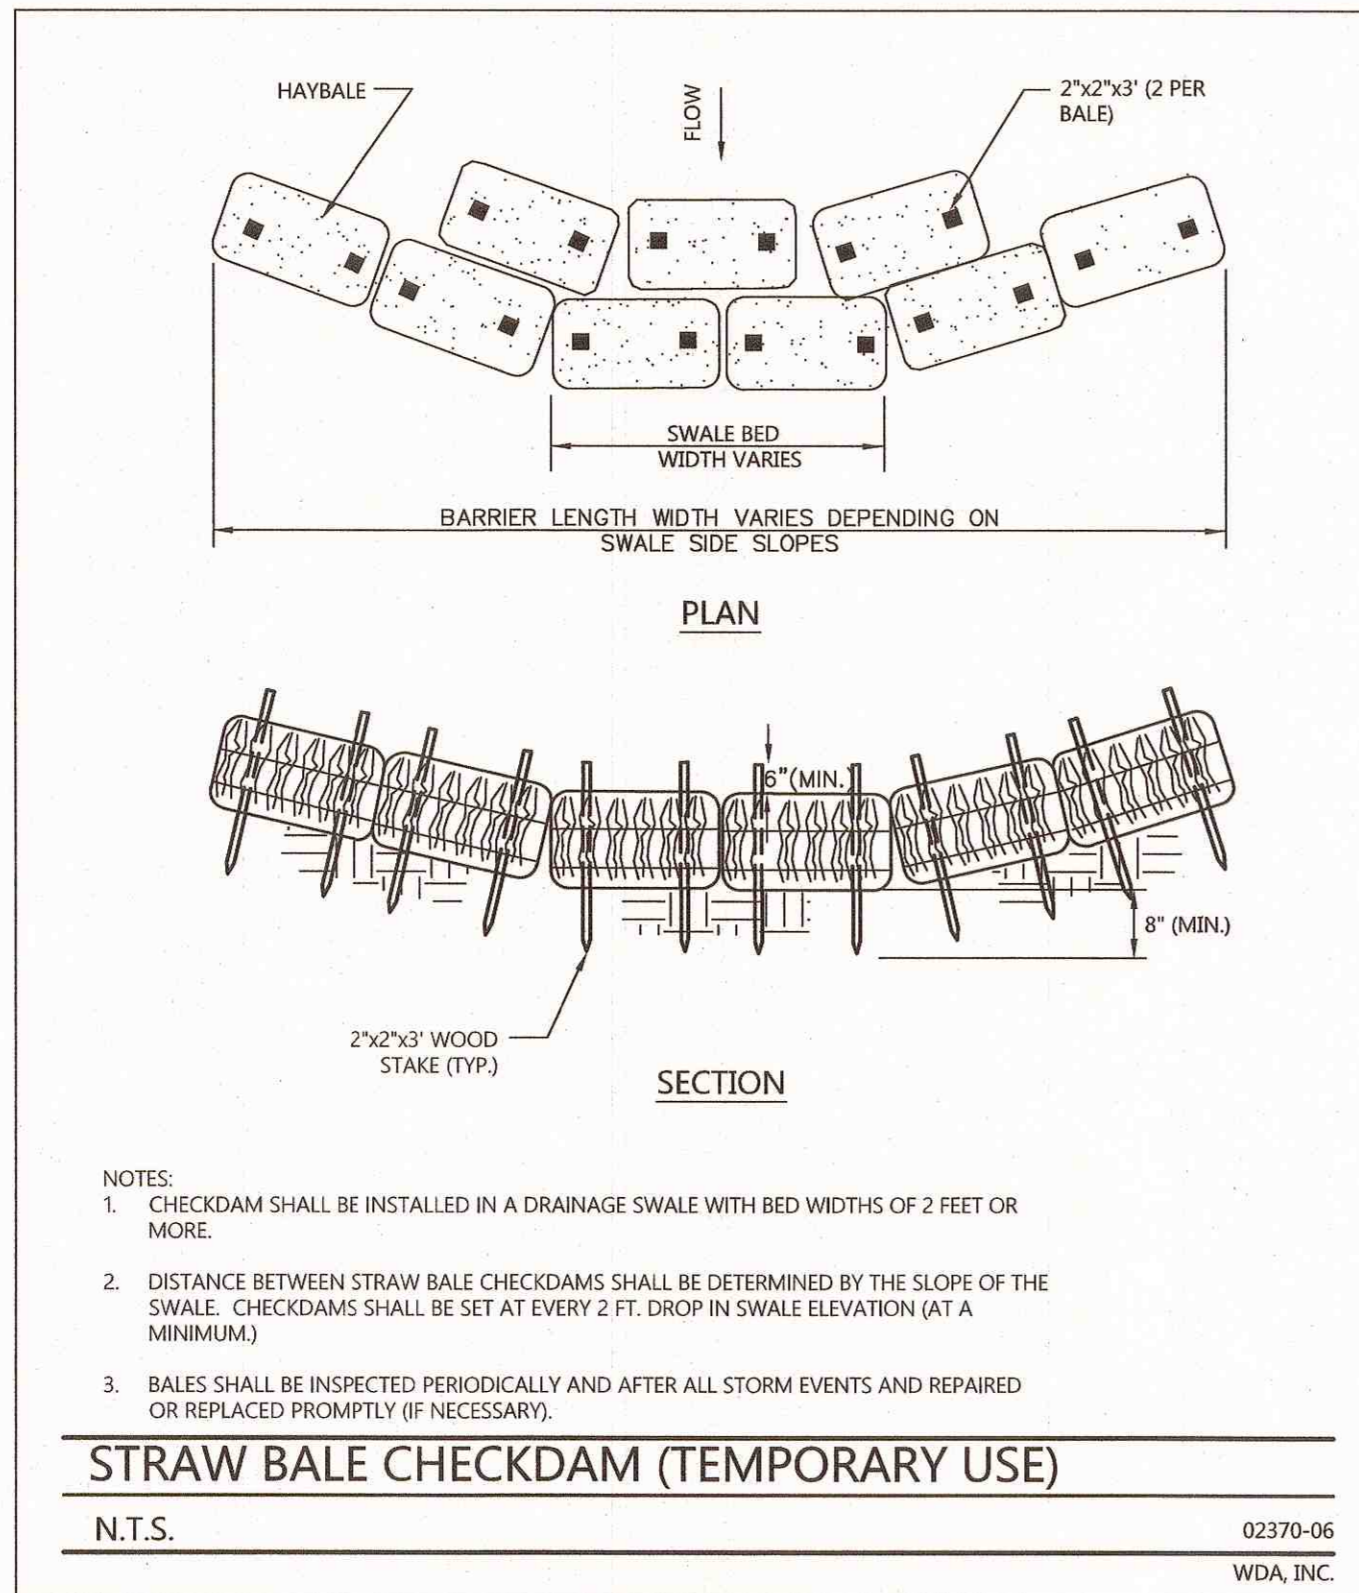 HAYBALE
FLOW
2"x2"x3' (2 PER
BALE)
SWALE BED
WIDTH VARIES
BARRIER LENGTH WIDTH VARIES DEPENDING ON
SWALE SIDE SLOPES
PLAN
6"(MIN.)
8" (MIN.)
2"x2"x3' WOOD
STAKE (TYP.)
SECTION
NOTES:
1. CHECKDAM SHALL BE INSTALLED IN A DRAINAGE SWALE WITH BED WIDTHS OF 2 FEET OR
MORE.
2. DISTANCE BETWEEN STRAW BALE CHECKDAMS SHALL BE DETERMINED BY THE SLOPE OF THE
SWALE. CHECKDAMS SHALL BE SET AT EVERY 2 FT. DROP IN SWALE ELEVATION (AT A
MINIMUM.)
3. BALES SHALL BE INSPECTED PERIODICALLY AND AFTER ALL STORM EVENTS AND REPAIRED
OR REPLACED PROMPTLY (IF NECESSARY).
STRAW BALE CHECKDAM (TEMPORARY USE)
N.T.S.
02370-06
WDA, INC.